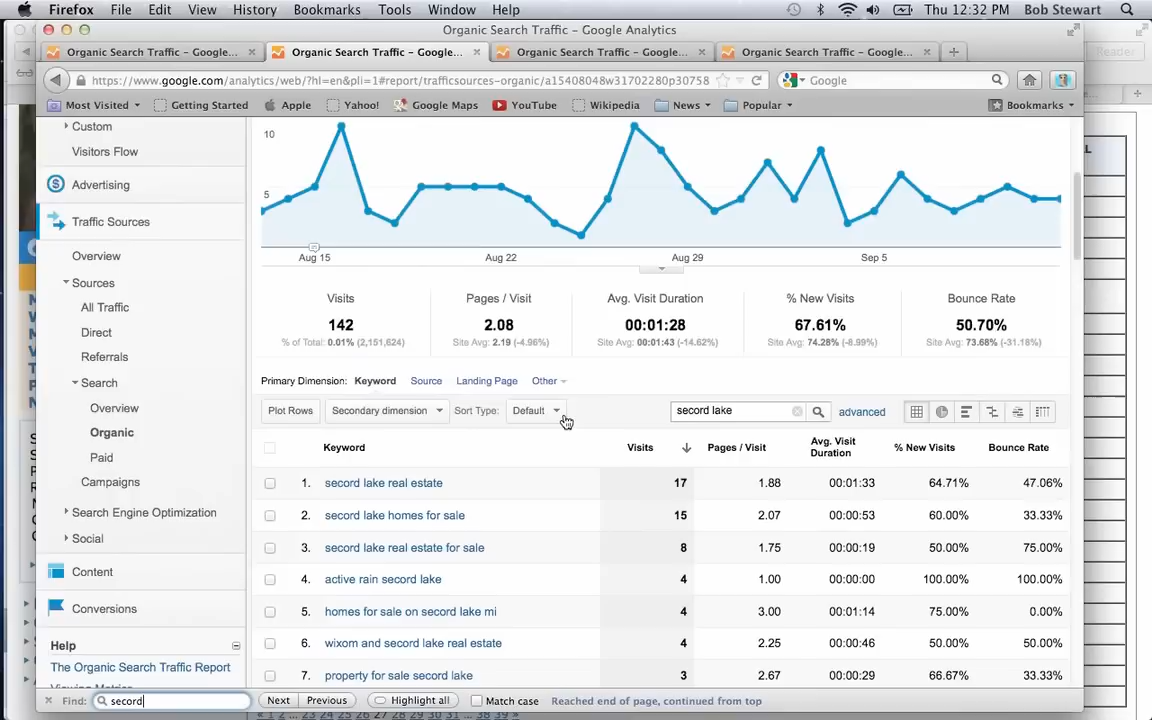 Firefox File Edit View History Bookmarks Tools Window Help Thu 12:32 PM Bob Stewart
Organic Search Traffic – Google Analytics
Organic Search Traffic – Google... × Organic Search Traffic – Google... × Organic Search Traffic – Google... × Organic Search Traffic – Google... × +
https://www.google.com/analytics/web/?hl=en&pli=1#report/trafficsources-organic/a15408048w31702280p30758 Google Reader
Most Visited Getting Started Apple Yahoo! Google Maps YouTube Wikipedia News Popular Bookmarks
Custom
Visitors Flow
Advertising
Traffic Sources
Overview
Sources
All Traffic
Direct
Referrals
Search
Overview
Organic
Paid
Campaigns
Search Engine Optimization
Social
Content
Conversions
Help
The Organic Search Traffic Report
10
5
Aug 15 Aug 22 Aug 29 Sep 5
Visits Pages / Visit Avg. Visit Duration % New Visits Bounce Rate
142 2.08 00:01:28 67.61% 50.70%
% of Total: 0.01% (2,151,624) Site Avg: 2.19 (-4.96%) Site Avg: 00:01:43 (-14.62%) Site Avg: 74.28% (-8.99%) Site Avg: 73.68% (-31.18%)
Primary Dimension: Keyword Source Landing Page Other
Plot Rows Secondary dimension Sort Type: Default secord lake advanced
Keyword Visits Pages / Visit Avg. Visit Duration % New Visits Bounce Rate
1. secord lake real estate 17 1.88 00:01:33 64.71% 47.06%
2. secord lake homes for sale 15 2.07 00:00:53 60.00% 33.33%
3. secord lake real estate for sale 8 1.75 00:00:19 50.00% 75.00%
4. active rain secord lake 4 1.00 00:00:00 100.00% 100.00%
5. homes for sale on secord lake mi 4 3.00 00:01:14 75.00% 0.00%
6. wixom and secord lake real estate 4 2.25 00:00:46 50.00% 50.00%
7. property for sale secord lake 3 2.67 00:00:29 66.67% 33.33%
Find: secord Next Previous Highlight all Match case Reached end of page, continued from top
« 1 2 ... 23 24 25 26 27 28 29 30 31 ... 38 39 »